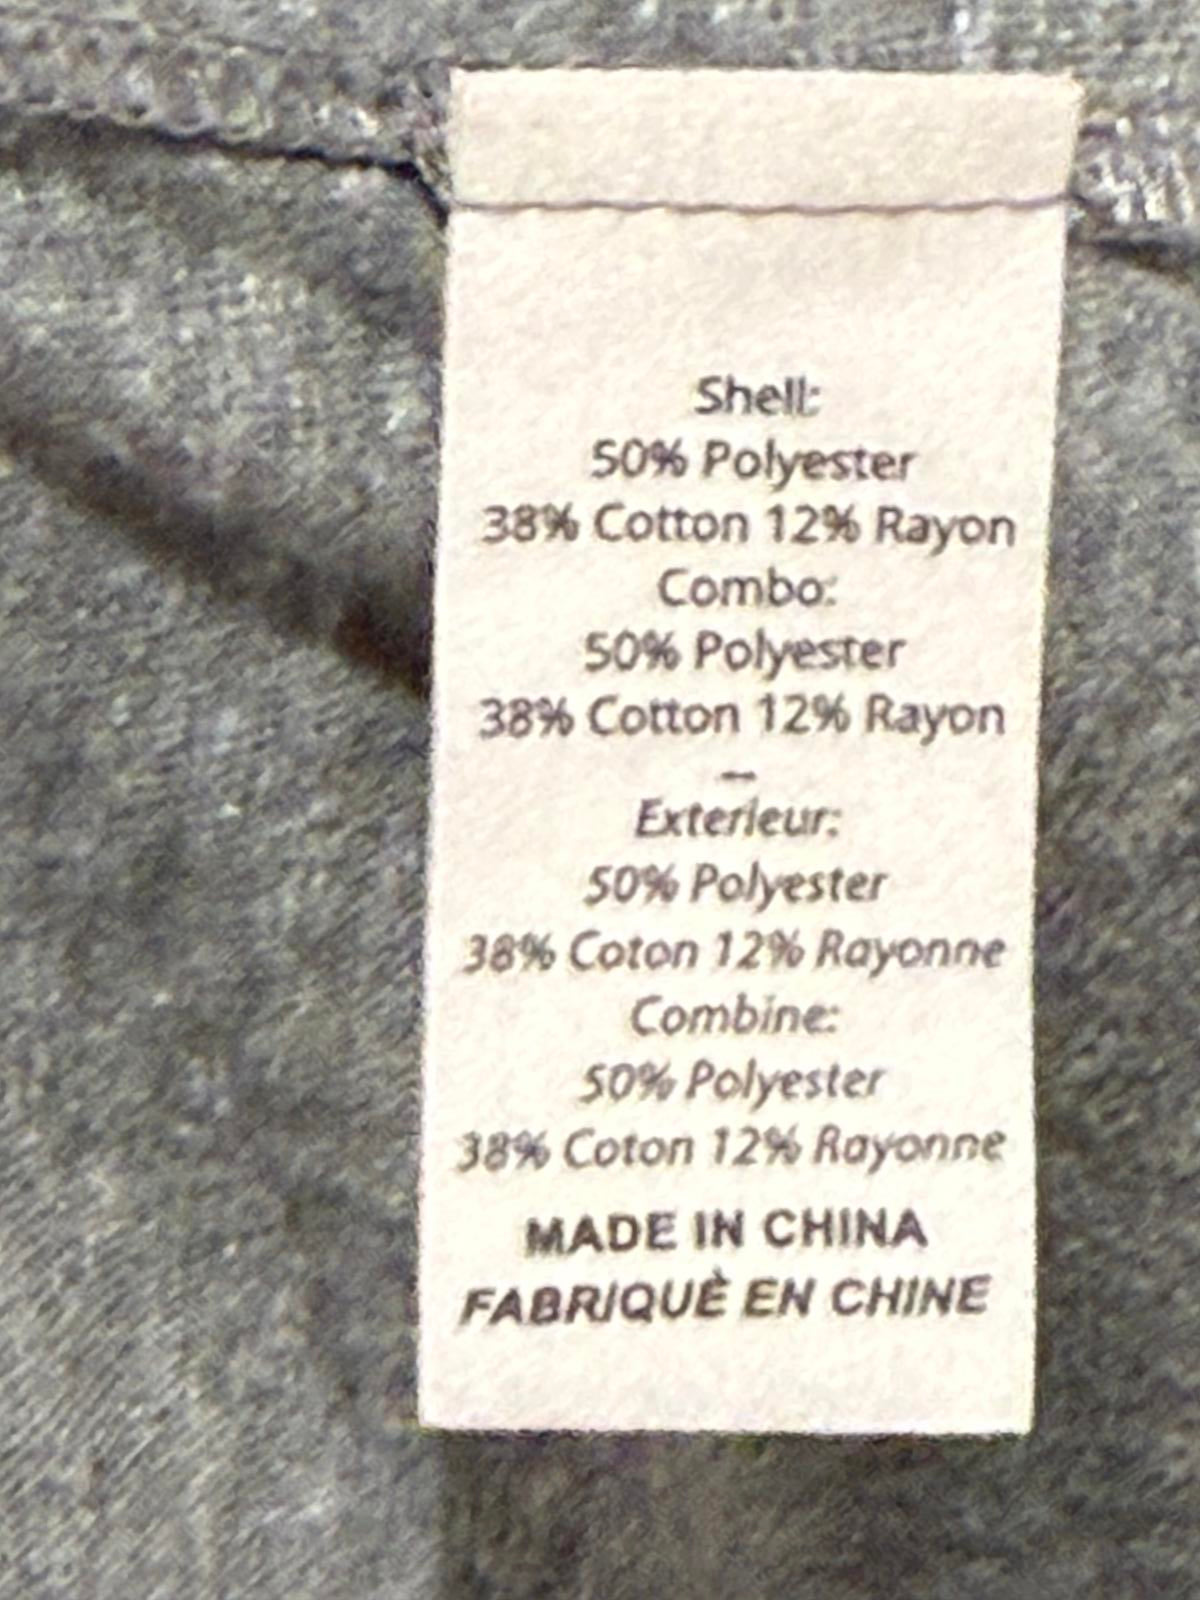 Shell:
50% Polyester
38% Cotton 12% Rayon
Combo:
50% Polyester
38% Cotton 12% Rayon
--
Exterieur:
50% Polyester
38% Coton 12% Rayonne
Combine:
50% Polyester
38% Coton 12% Rayonne
MADE IN CHINA
FABRIQUÈ EN CHINE